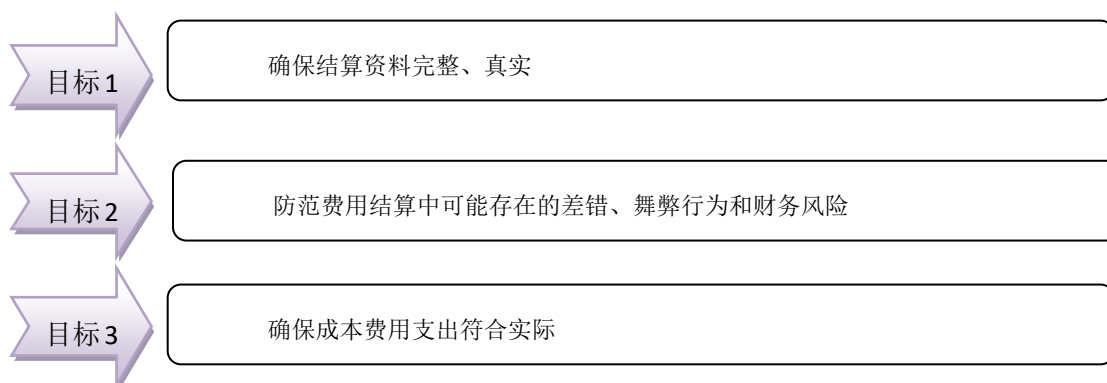 目标1
确保结算资料完整、真实
目标2
防范费用结算中可能存在的差错、舞弊行为和财务风险
目标3
确保成本费用支出符合实际